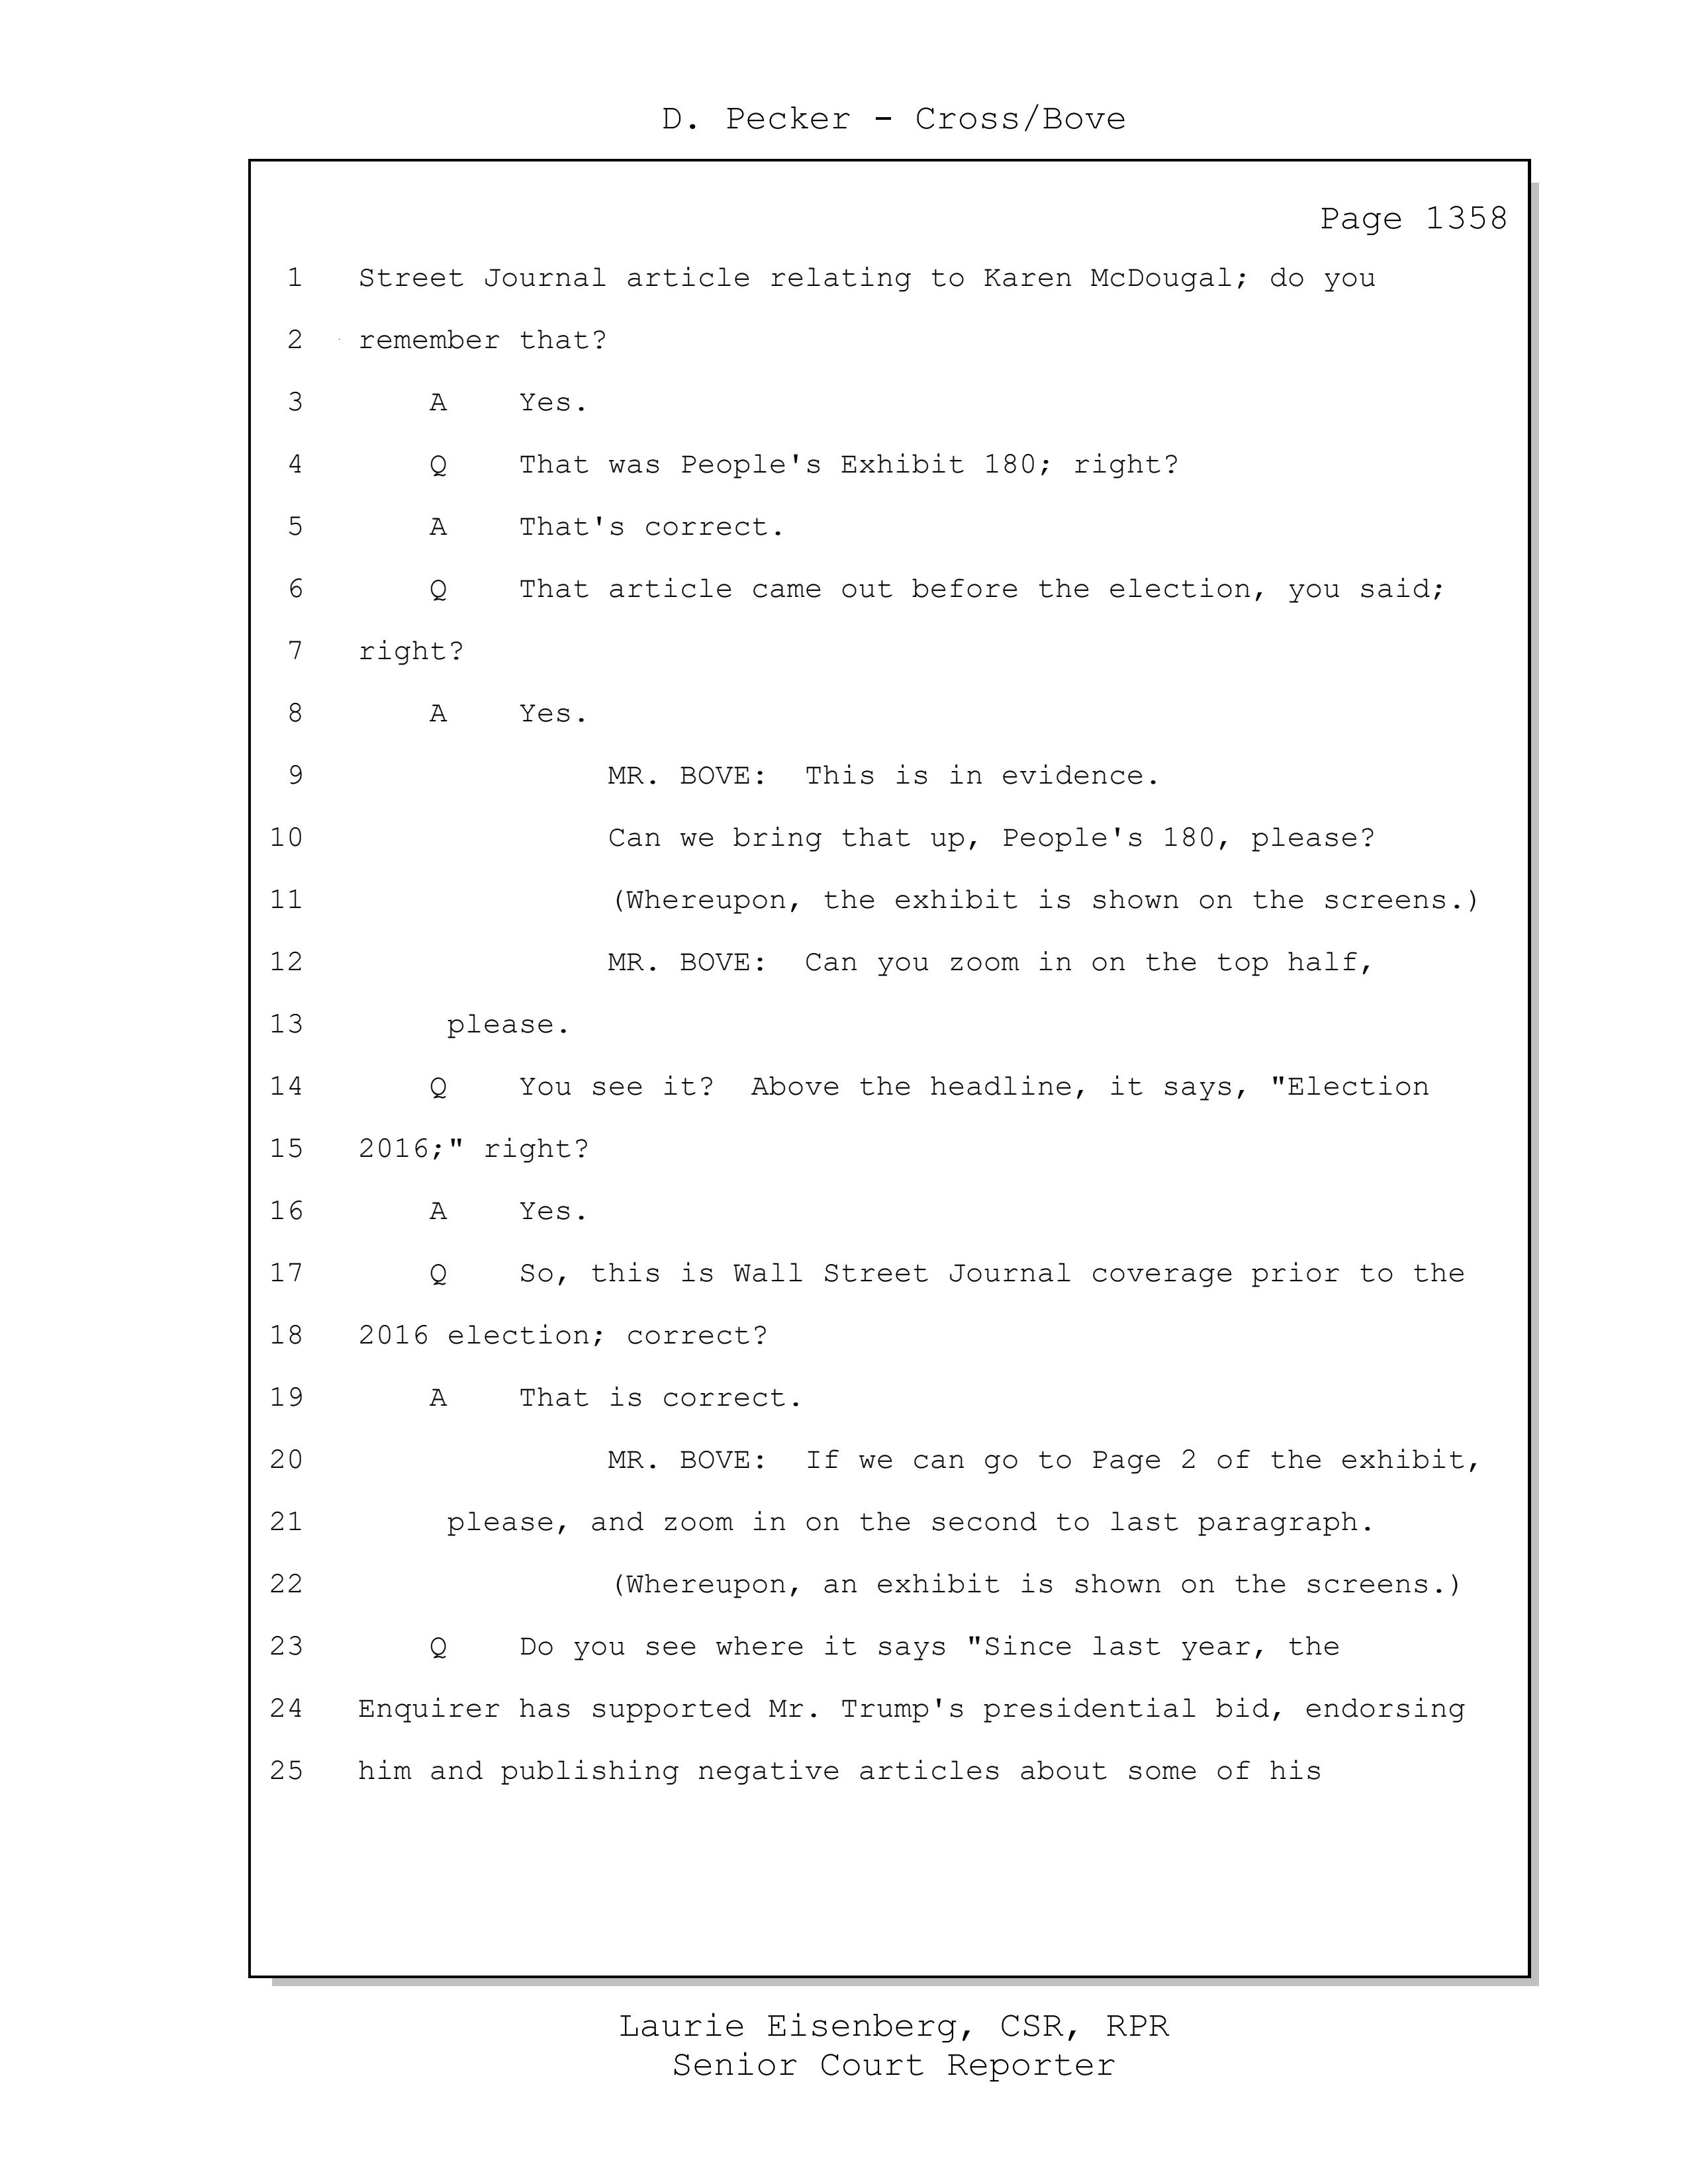 D. Pecker - Cross/Bove
Page 1358
1 Street Journal article relating to Karen McDougal; do you
2 remember that?
3 A Yes.
4 Q That was People's Exhibit 180; right?
5 A That's correct.
6 Q That article came out before the election, you said;
7 right?
8 A Yes.
9 MR. BOVE: This is in evidence.
10 Can we bring that up, People's 180, please?
11 (Whereupon, the exhibit is shown on the screens.)
12 MR. BOVE: Can you zoom in on the top half,
13 please.
14 Q You see it? Above the headline, it says, "Election
15 2016;" right?
16 A Yes.
17 Q So, this is Wall Street Journal coverage prior to the
18 2016 election; correct?
19 A That is correct.
20 MR. BOVE: If we can go to Page 2 of the exhibit,
21 please, and zoom in on the second to last paragraph.
22 (Whereupon, an exhibit is shown on the screens.)
23 Q Do you see where it says "Since last year, the
24 Enquirer has supported Mr. Trump's presidential bid, endorsing
25 him and publishing negative articles about some of his
Laurie Eisenberg, CSR, RPR
Senior Court Reporter